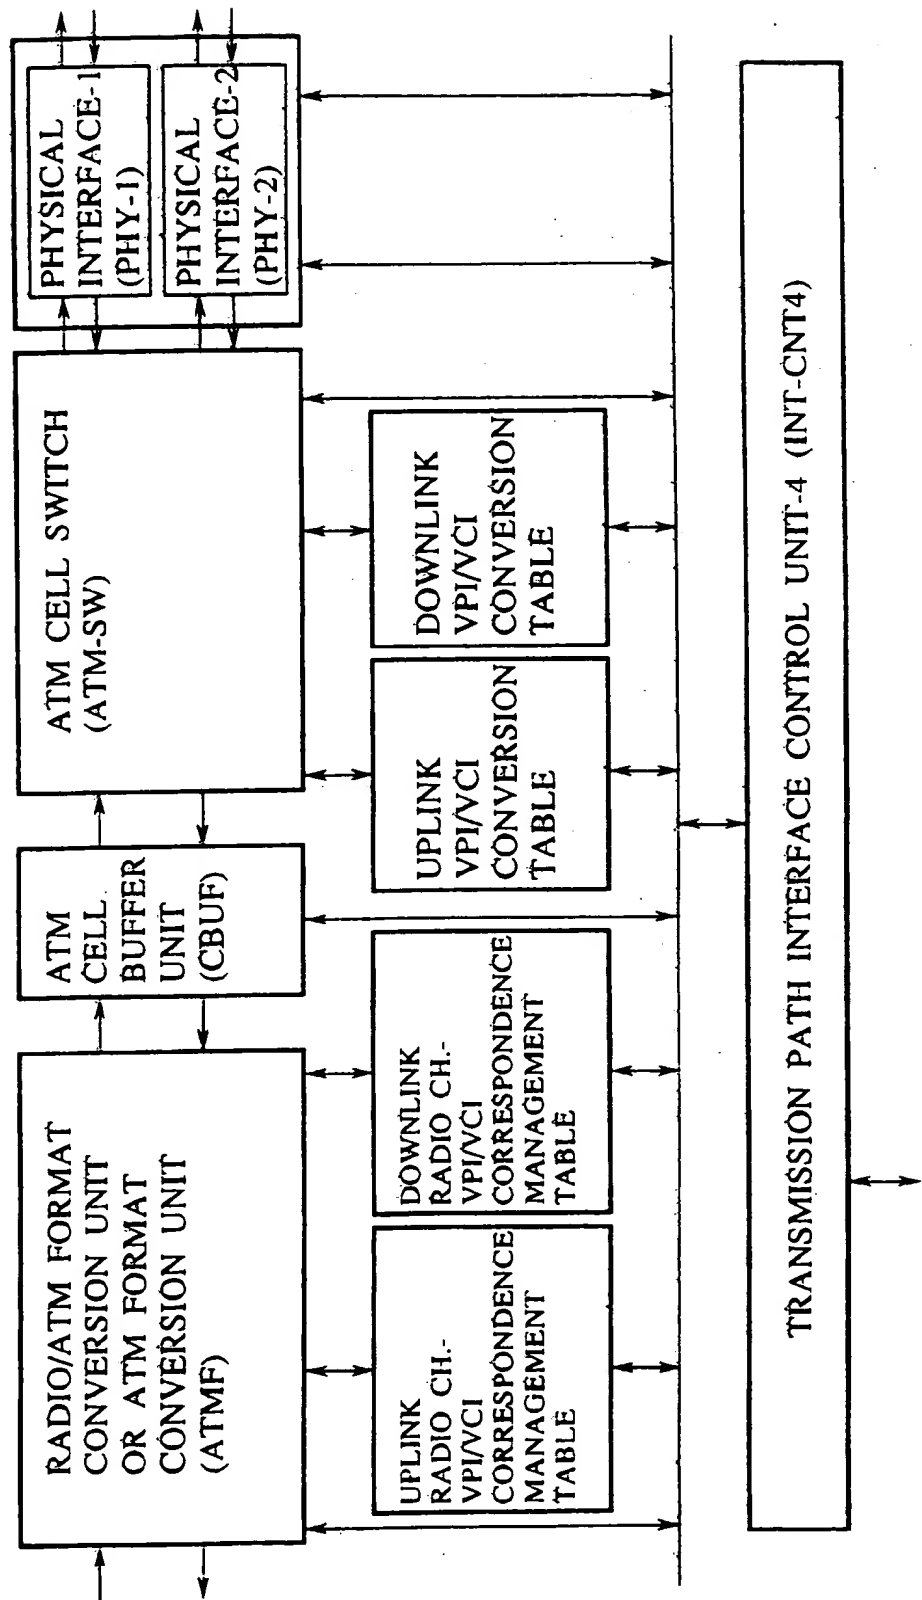 RADIO/ATM FORMAT
CONVERSION UNIT
OR ATM FORMAT
CONVERSION UNIT
(ATMF)
ATM
CELL
BUFFER
UNIT
(CBUF)
ATM CELL SWITCH
(ATM-SW)
PHYSICAL
INTERFACE-1
(PHY-1)
PHYSICAL
INTERFACE-2
(PHY-2)
UPLINK
RADIO CH.-
VPI/VCI
CORRESPONDENCE
MANAGEMENT
TABLE
DOWNLINK
RADIO CH.-
VPI/VCI
CORRESPONDENCE
MANAGEMENT
TABLE
UPLINK
VPI/VCI
CONVERSION
TABLE
DOWNLINK
VPI/VCI
CONVERSION
TABLE
TRANSMISSION PATH INTERFACE CONTROL UNIT-4 (INT-CNT4)